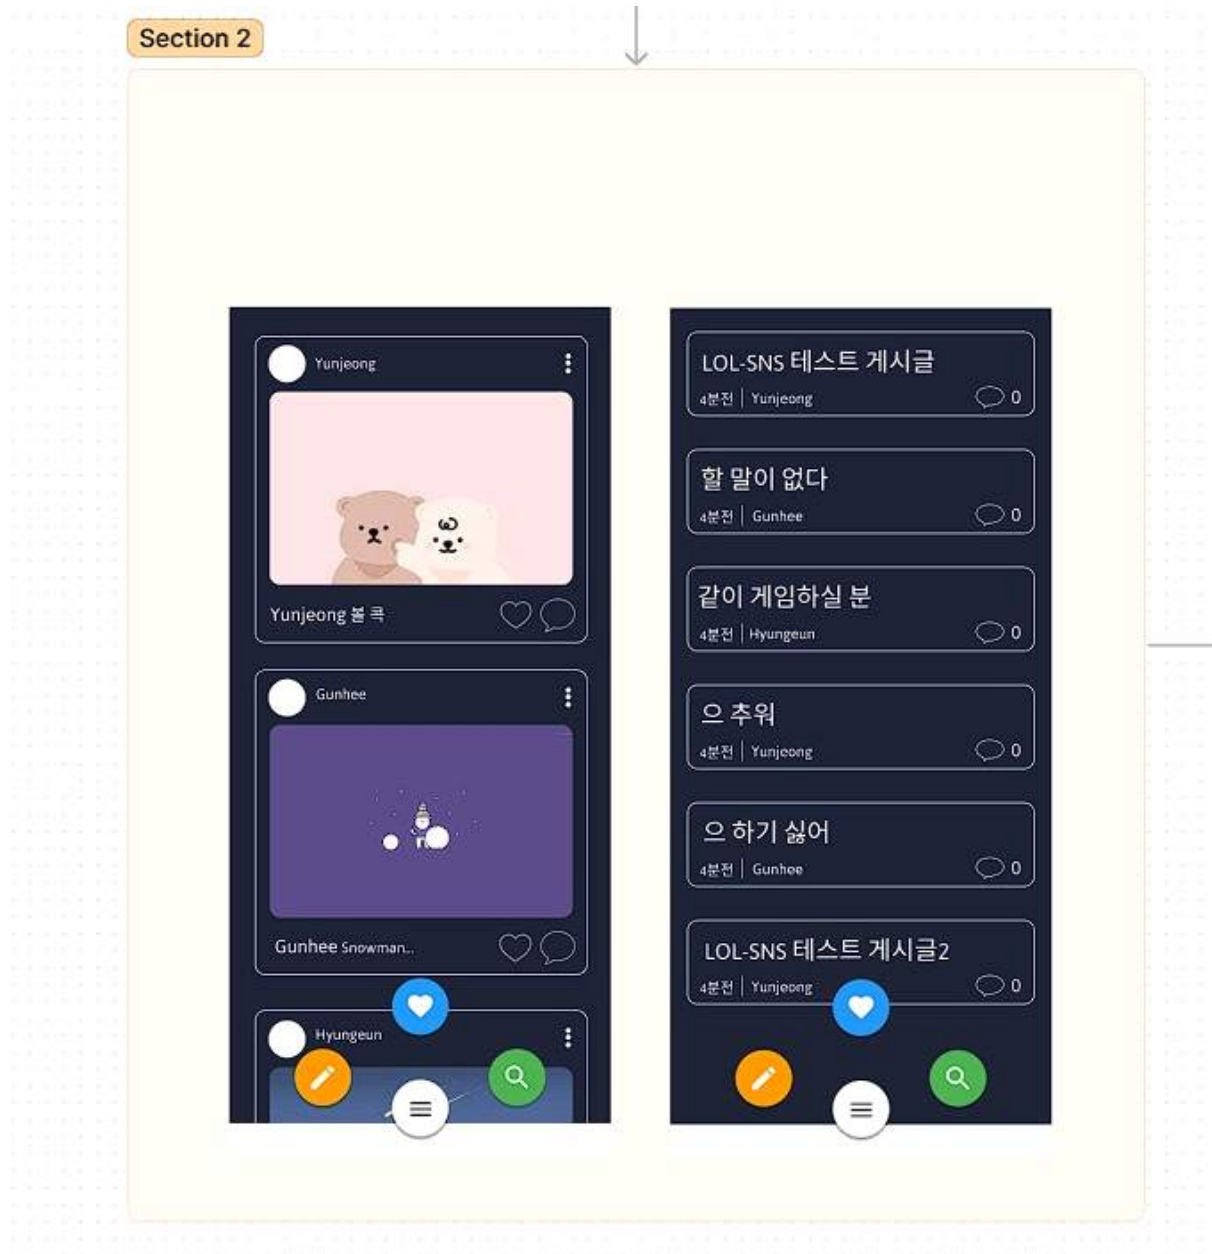 Section 2
Yunjeong
Yunjeong 볼 콕
Gunhee
Gunhee Snowman..
Hyungeun
LOL-SNS 테스트 게시글
4분전 | Yunjeong
0
할 말이 없다
4분전 | Gunhee
0
같이 게임하실 분
4분전 | Hyungeun
0
으 추워
4분전 | Yunjeong
0
으 하기 싫어
4분전 | Gunhee
0
LOL-SNS 테스트 게시글2
4분전 | Yunjeong
0